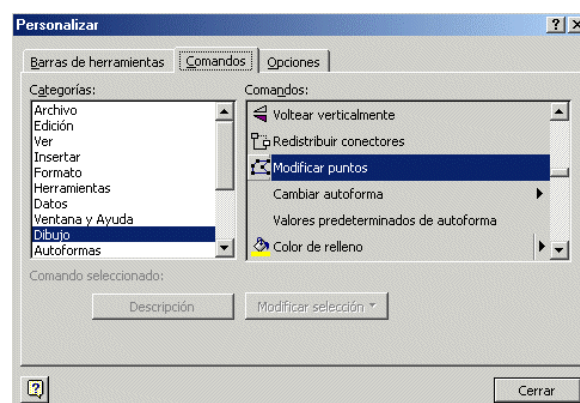 Personalizar
Barras de herramientas Comandos Opciones
Categorías: Comandos:
Archivo
Edición
Ver
Insertar
Formato
Herramientas
Datos
Ventana y Ayuda
Dibujo
Autoformas
Voltear verticalmente
Redistribuir conectores
Modificar puntos
Cambiar autoforma
Valores predeterminados de autoforma
Color de relleno
Comando seleccionado:
Descripción Modificar selección
Cerrar